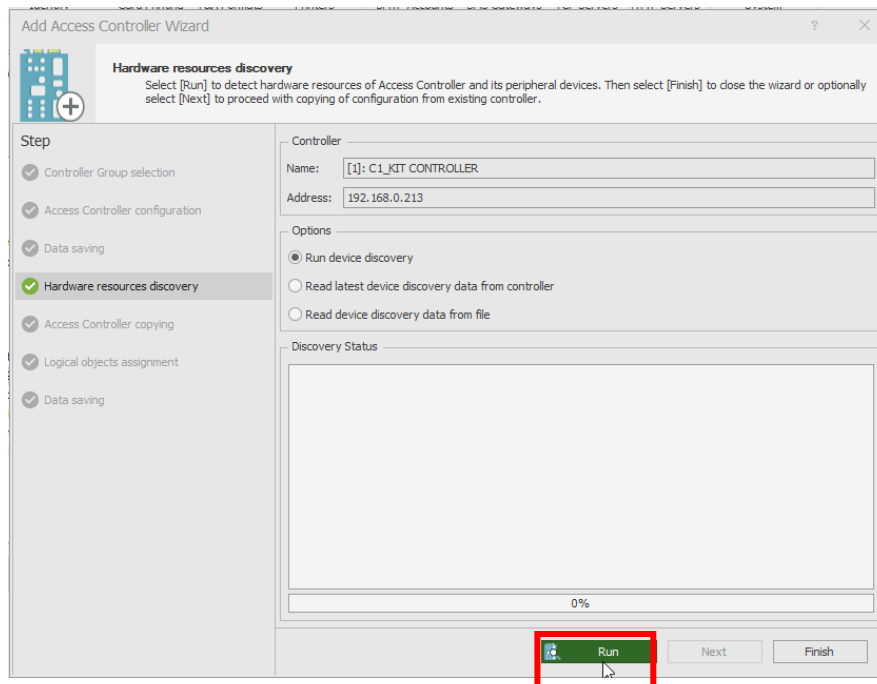 Add Access Controller Wizard
?
Hardware resources discovery
Select [Run] to detect hardware resources of Access Controller and its peripheral devices. Then select [Finish] to close the wizard or optionally
select [Next] to proceed with copying of configuration from existing controller.
Step
Controller Group selection
Access Controller configuration
Data saving
Hardware resources discovery
Access Controller copying
Logical objects assignment
Data saving
Controller
Name: [1]: C1_KIT CONTROLLER
Address: 192.168.0.213
Options
Run device discovery
Read latest device discovery data from controller
Read device discovery data from file
Discovery Status
0%
Run Next Finish